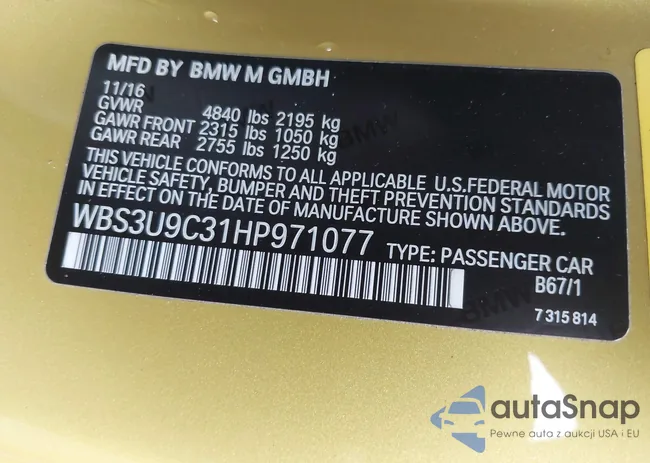 MFD BY BMW M GMBH
11/16
GVWR 4840 lbs 2195 kg
GAWR FRONT 2315 lbs 1050 kg
GAWR REAR 2755 lbs 1250 kg
THIS VEHICLE CONFORMS TO ALL APPLICABLE U.S.FEDERAL MOTOR
VEHICLE SAFETY, BUMPER AND THEFT PREVENTION STANDARDS
IN EFFECT ON THE DATE OF MANUFACTURE SHOWN ABOVE.
WBS3U9C31HP971077 TYPE: PASSENGER CAR
B67/1
7 315 814
BMW
BMW
autaSnap
Pewne auta z aukcji USA i EU